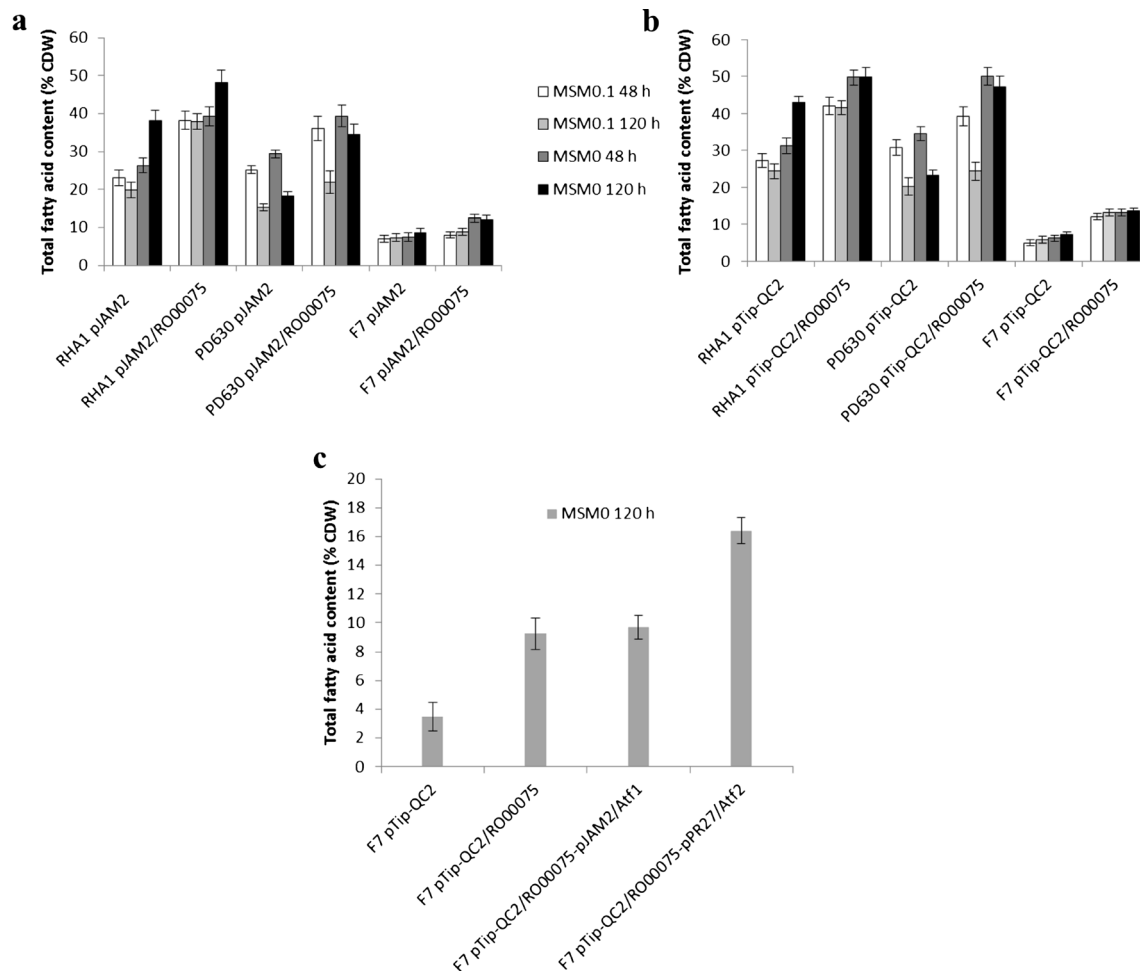 a
Total fatty acid content (% CDW)
60
50
40
30
20
10
0
RHA1 pJAM2
RHA1 pJAM2/RO00075
PD630 pJAM2
PD630 pJAM2/RO00075
F7 pJAM2
F7 pJAM2/RO00075
MSM0.1 48 h
MSM0.1 120 h
MSM0 48 h
MSM0 120 h
b
Total fatty acid content (% CDW)
60
50
40
30
20
10
0
RHA1 pTip-QC2
RHA1 pTip-QC2/RO00075
PD630 pTip-QC2
PD630 pTip-QC2/RO00075
F7 pTip-QC2
F7 pTip-QC2/RO00075
c
Total fatty acid content (% CDW)
20
18
16
14
12
10
8
6
4
2
0
MSM0 120 h
F7 pTip-QC2
F7 pTip-QC2/RO00075
F7 pTip-QC2/RO00075-pJAM2/Atf1
F7 pTip-QC2/RO00075-pPR27/Atf2